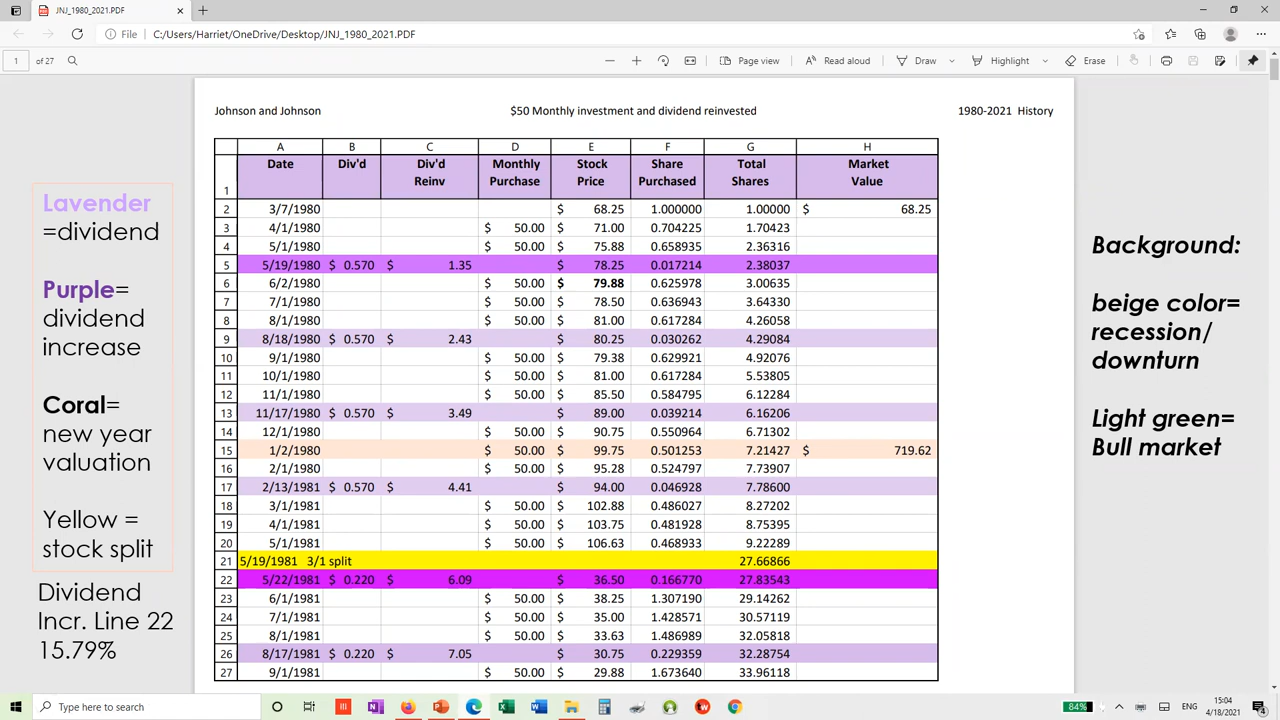 JNJ_1980_2021.PDF
File C:/Users/Harriet/OneDrive/Desktop/JNJ_1980_2021.PDF
1 of 27 Page view Read aloud Draw Highlight Erase
Johnson and Johnson $50 Monthly investment and dividend reinvested 1980-2021 History
A B C D E F G H
1 Date Div'd Div'd Reinv Monthly Purchase Stock Price Share Purchased Total Shares Market Value
2 3/7/1980 $ 68.25 1.000000 1.00000 $ 68.25
3 4/1/1980 $ 50.00 $ 71.00 0.704225 1.70423
4 5/1/1980 $ 50.00 $ 75.88 0.658935 2.36316
5 5/19/1980 $ 0.570 $ 1.35 $ 78.25 0.017214 2.38037
6 6/2/1980 $ 50.00 $ 79.88 0.625978 3.00635
7 7/1/1980 $ 50.00 $ 78.50 0.636943 3.64330
8 8/1/1980 $ 50.00 $ 81.00 0.617284 4.26058
9 8/18/1980 $ 0.570 $ 2.43 $ 80.25 0.030262 4.29084
10 9/1/1980 $ 50.00 $ 79.38 0.629921 4.92076
11 10/1/1980 $ 50.00 $ 81.00 0.617284 5.53805
12 11/1/1980 $ 50.00 $ 85.50 0.584795 6.12284
13 11/17/1980 $ 0.570 $ 3.49 $ 89.00 0.039214 6.16206
14 12/1/1980 $ 50.00 $ 90.75 0.550964 6.71302
15 1/2/1980 $ 50.00 $ 99.75 0.501253 7.21427 $ 719.62
16 2/1/1980 $ 50.00 $ 95.28 0.524797 7.73907
17 2/13/1981 $ 0.570 $ 4.41 $ 94.00 0.046928 7.78600
18 3/1/1981 $ 50.00 $ 102.88 0.486027 8.27202
19 4/1/1981 $ 50.00 $ 103.75 0.481928 8.75395
20 5/1/1981 $ 50.00 $ 106.63 0.468933 9.22289
21 5/19/1981 3/1 split 27.66866
22 5/22/1981 $ 0.220 $ 6.09 $ 36.50 0.166770 27.83543
23 6/1/1981 $ 50.00 $ 38.25 1.307190 29.14262
24 7/1/1981 $ 50.00 $ 35.00 1.428571 30.57119
25 8/1/1981 $ 50.00 $ 33.63 1.486989 32.05818
26 8/17/1981 $ 0.220 $ 7.05 $ 30.75 0.229359 32.28754
27 9/1/1981 $ 50.00 $ 29.88 1.673640 33.96118
Lavender
=dividend
Purple=
dividend
increase
Coral=
new year
valuation
Yellow =
stock split
Dividend
Incr. Line 22
15.79%
Background:
beige color=
recession/
downturn
Light green=
Bull market
Type here to search
84%
ENG
15:04
4/18/2021
4